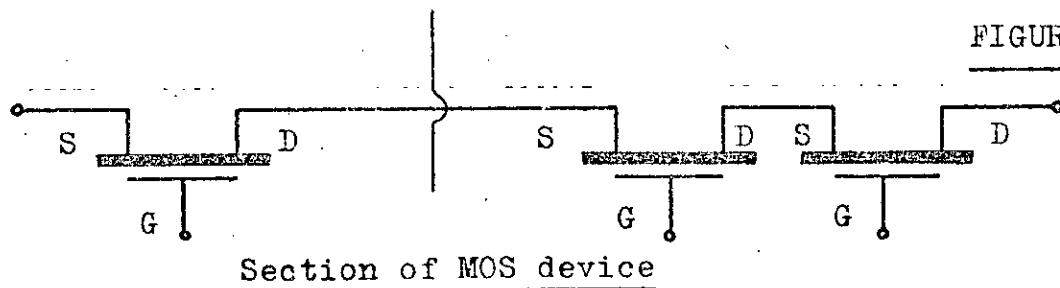 FIGUR
S D S D S D
G G G
Section of MOS device